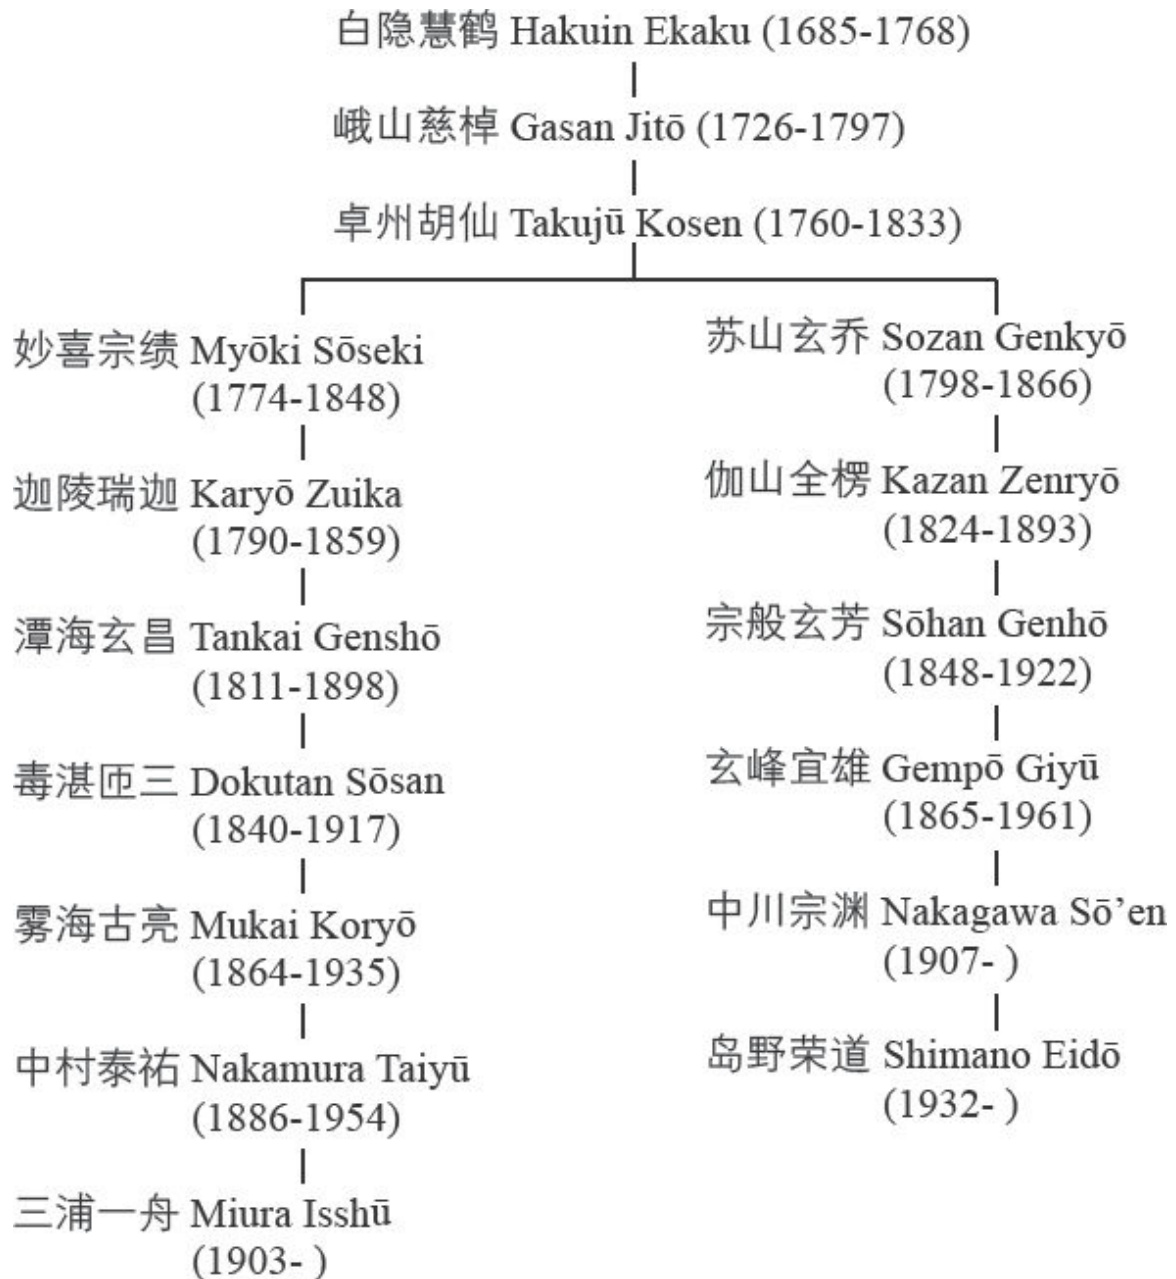 白隐慧鹤 Hakuin Ekaku (1685-1768)
峨山慈棹 Gasan Jitō (1726-1797)
卓州胡仙 Takujū Kosen (1760-1833)
妙喜宗绩 Myōki Sōseki
(1774-1848)
迦陵瑞迦 Karyō Zuika
(1790-1859)
潭海玄昌 Tankai Genshō
(1811-1898)
毒湛匝三 Dokutan Sōsan
(1840-1917)
雾海古亮 Mukai Koryō
(1864-1935)
中村泰祐 Nakamura Taiyū
(1886-1954)
三浦一舟 Miura Isshū
(1903- )
苏山玄乔 Sozan Genkyō
(1798-1866)
伽山全楞 Kazan Zenryō
(1824-1893)
宗般玄芳 Sōhan Genhō
(1848-1922)
玄峰宜雄 Gempō Giyū
(1865-1961)
中川宗渊 Nakagawa Sō’en
(1907- )
岛野荣道 Shimano Eidō
(1932- )